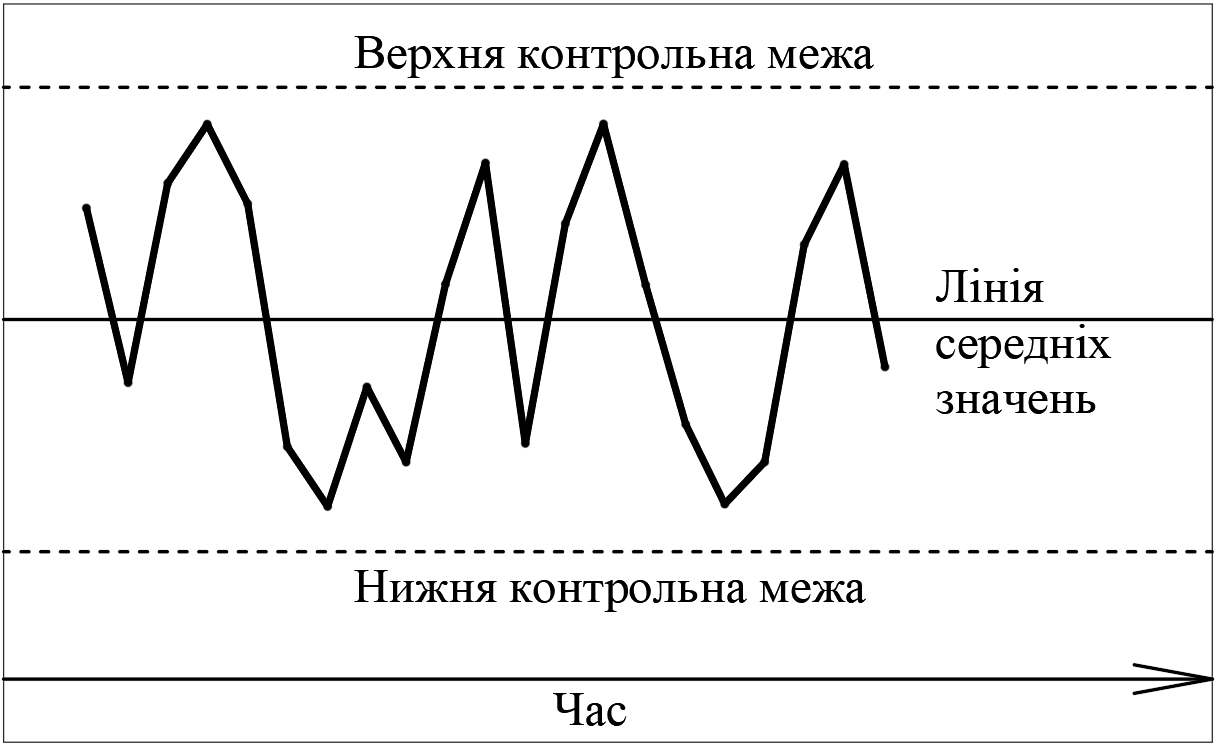 Верхня контрольна межа
Лінія
середніх
значень
Нижня контрольна межа
Час